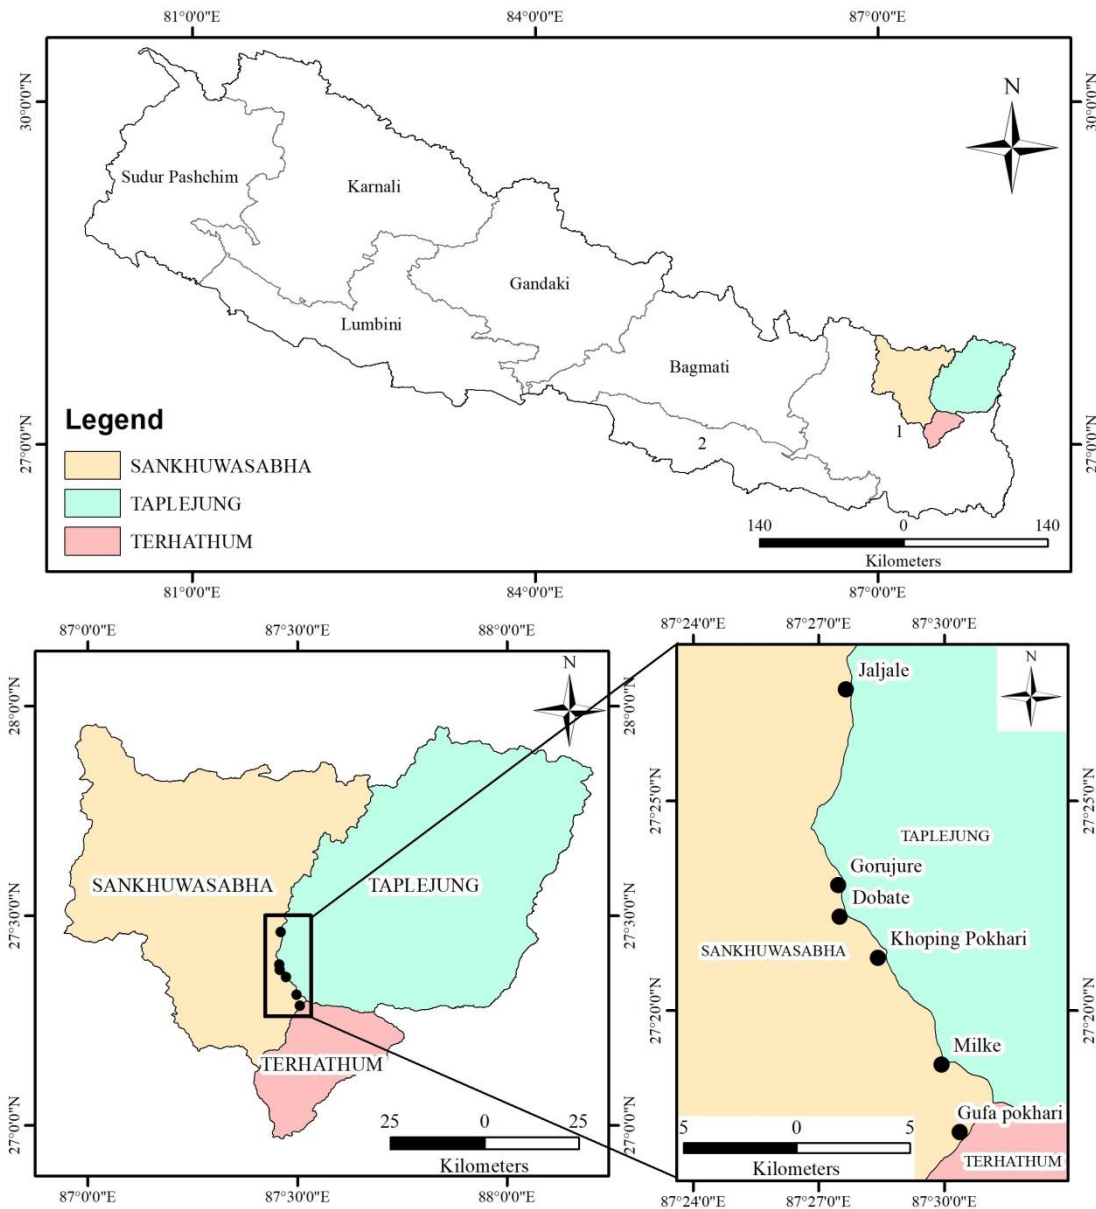 81°0'0"E 84°0'0"E 87°0'0"E
30°0'0"N 30°0'0"N
N
Sudur Pashchim
Karnali
Gandaki
Lumbini
Bagmati
Legend
1
2
27°0'0"N 27°0'0"N
SANKHUWASABHA
TAPLEJUNG
TERHATHUM
140 0 140
Kilometers
81°0'0"E 84°0'0"E 87°0'0"E
87°0'0"E 87°30'0"E 88°0'0"E
N
28°0'0"N 28°0'0"N
SANKHUWASABHA TAPLEJUNG
27°30'0"N 27°30'0"N
TERHATHUM
25 0 25
Kilometers
27°0'0"N 27°0'0"N
87°0'0"E 87°30'0"E 88°0'0"E
87°24'0"E 87°27'0"E 87°30'0"E
N
Jaljale
27°25'0"N 27°25'0"N
TAPLEJUNG
Gorujure
Dobate
Khoping Pokhari
SANKHUWASABHA
27°20'0"N 27°20'0"N
Milke
Gufa pokhari
5 0 5
Kilometers
TERHATHUM
87°24'0"E 87°27'0"E 87°30'0"E